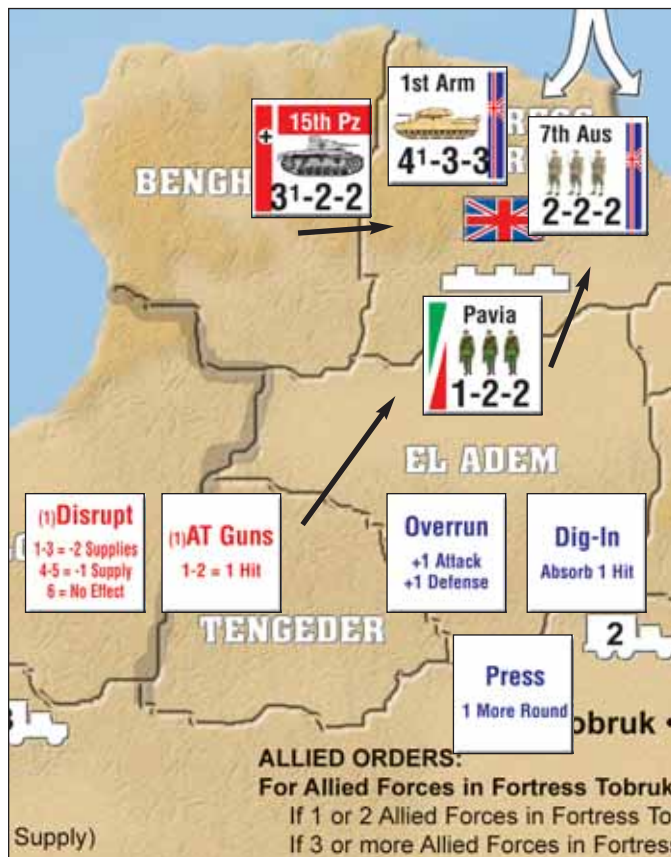 1st Arm
4¹-3-3
15th Pz
3¹-2-2
7th Aus
2-2-2
BENGH
Pavia
1-2-2
EL ADEM
(1)Disrupt
1-3 = -2 Supplies
4-5 = -1 Supply
6 = No Effect
(1)AT Guns
1-2 = 1 Hit
Overrun
+1 Attack
+1 Defense
Dig-In
Absorb 1 Hit
TENGEDER
2
Press
1 More Round
obruk •
ALLIED ORDERS:
For Allied Forces in Fortress Tobruk
If 1 or 2 Allied Forces in Fortress To
Supply)
If 3 or more Allied Forces in Fortres